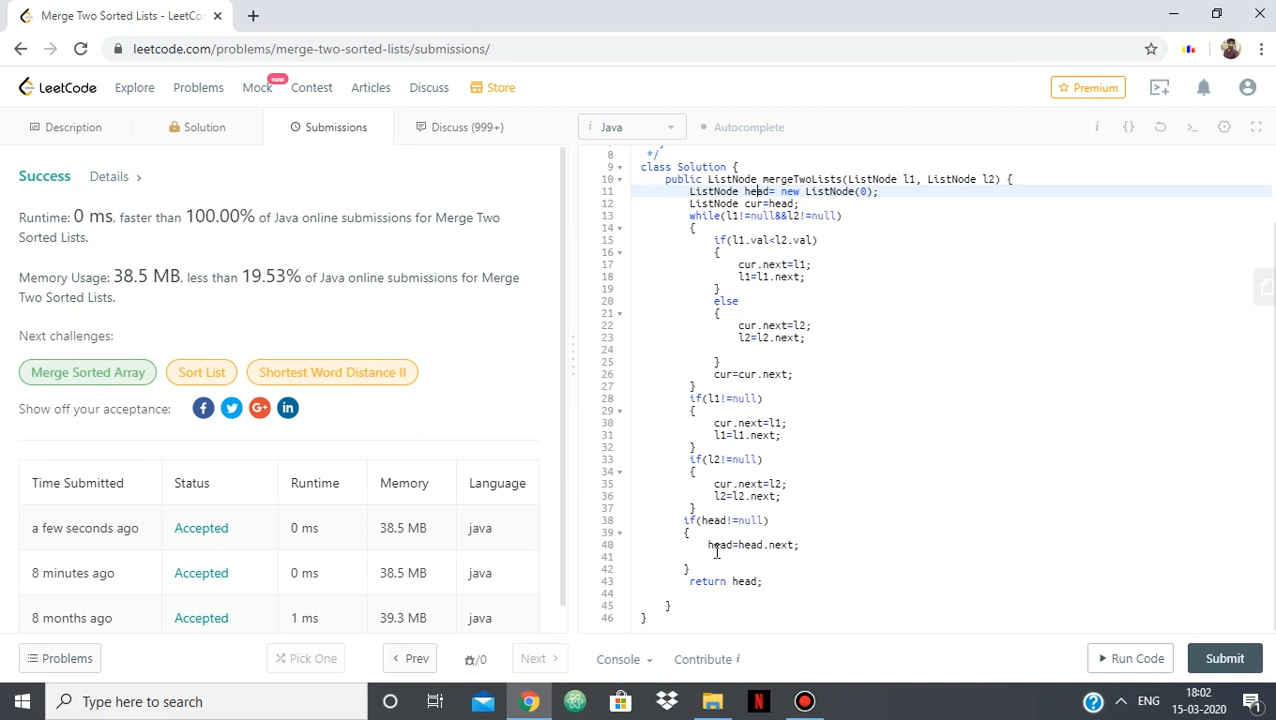 Merge Two Sorted Lists - LeetCo
leetcode.com/problems/merge-two-sorted-lists/submissions/
LeetCode Explore Problems Mock new Contest Articles Discuss Store Premium
Description Solution Submissions Discuss (999+) i Java Autocomplete
Success Details
Runtime: 0 ms, faster than 100.00% of Java online submissions for Merge Two
Sorted Lists.
Memory Usage: 38.5 MB, less than 19.53% of Java online submissions for Merge
Two Sorted Lists.
Next challenges:
Merge Sorted Array Sort List Shortest Word Distance II
Show off your acceptance:
Time Submitted Status Runtime Memory Language
a few seconds ago Accepted 0 ms 38.5 MB java
8 minutes ago Accepted 0 ms 38.5 MB java
8 months ago Accepted 1 ms 39.3 MB java
8 */
9 class Solution {
10 public ListNode mergeTwoLists(ListNode l1, ListNode l2) {
11 ListNode head= new ListNode(0);
12 ListNode cur=head;
13 while(l1!=null&&l2!=null)
14 {
15 if(l1.val<l2.val)
16 {
17 cur.next=l1;
18 l1=l1.next;
19 }
20 else
21 {
22 cur.next=l2;
23 l2=l2.next;
24
25 }
26 cur=cur.next;
27 }
28 if(l1!=null)
29 {
30 cur.next=l1;
31 l1=l1.next;
32 }
33 if(l2!=null)
34 {
35 cur.next=l2;
36 l2=l2.next;
37 }
38 if(head!=null)
39 {
40 head=head.next;
41
42 }
43 return head;
44
45 }
46 }
Problems Pick One Prev /0 Next Console Contribute i Run Code Submit
Type here to search
ENG
18:02
15-03-2020
1